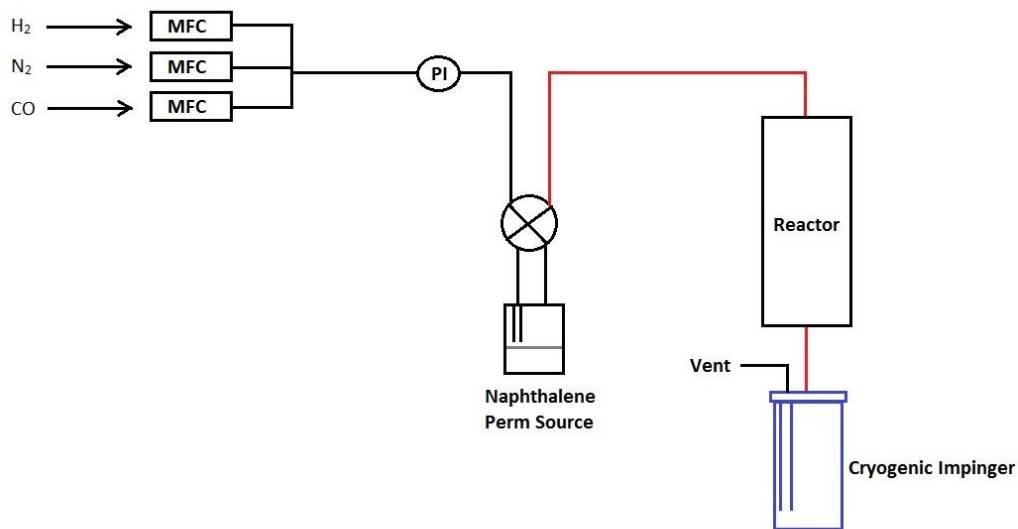 H₂
MFC
N₂
MFC
CO
MFC
PI
Reactor
Naphthalene
Perm Source
Vent
Cryogenic Impinger